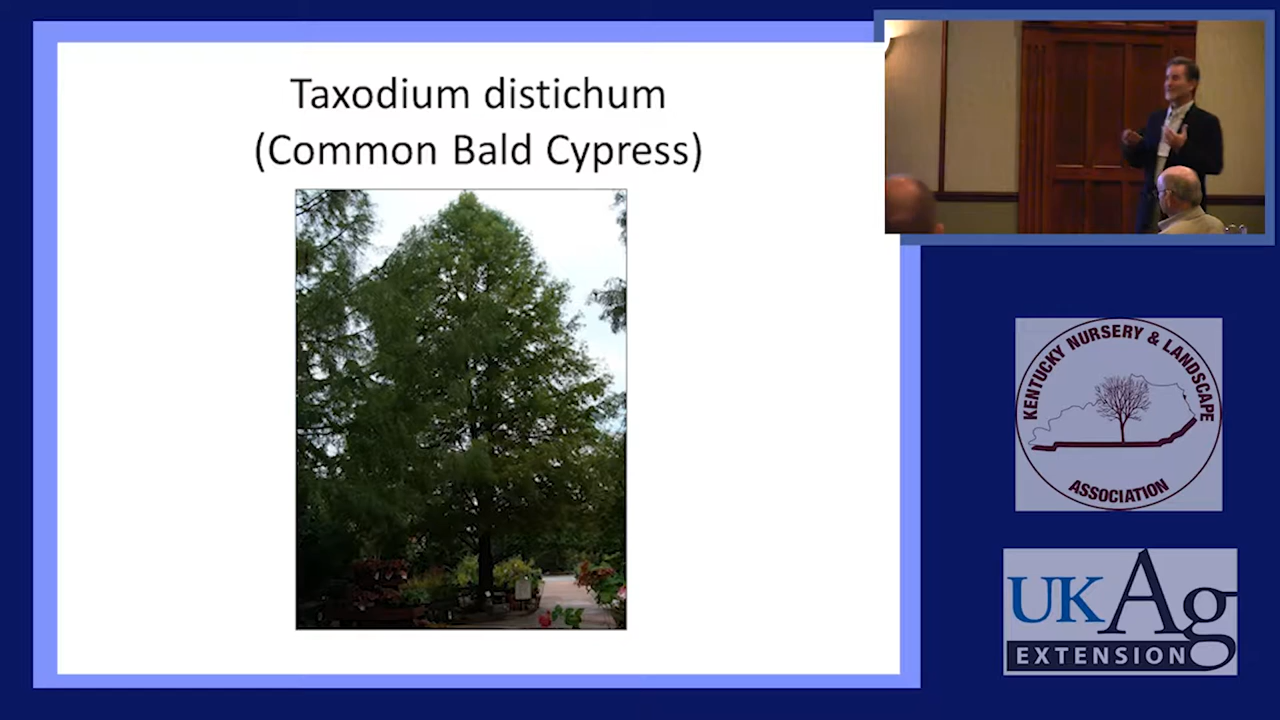 Taxodium distichum
(Common Bald Cypress)
KENTUCKY NURSERY & LANDSCAPE
ASSOCIATION
UKAg
EXTENSION